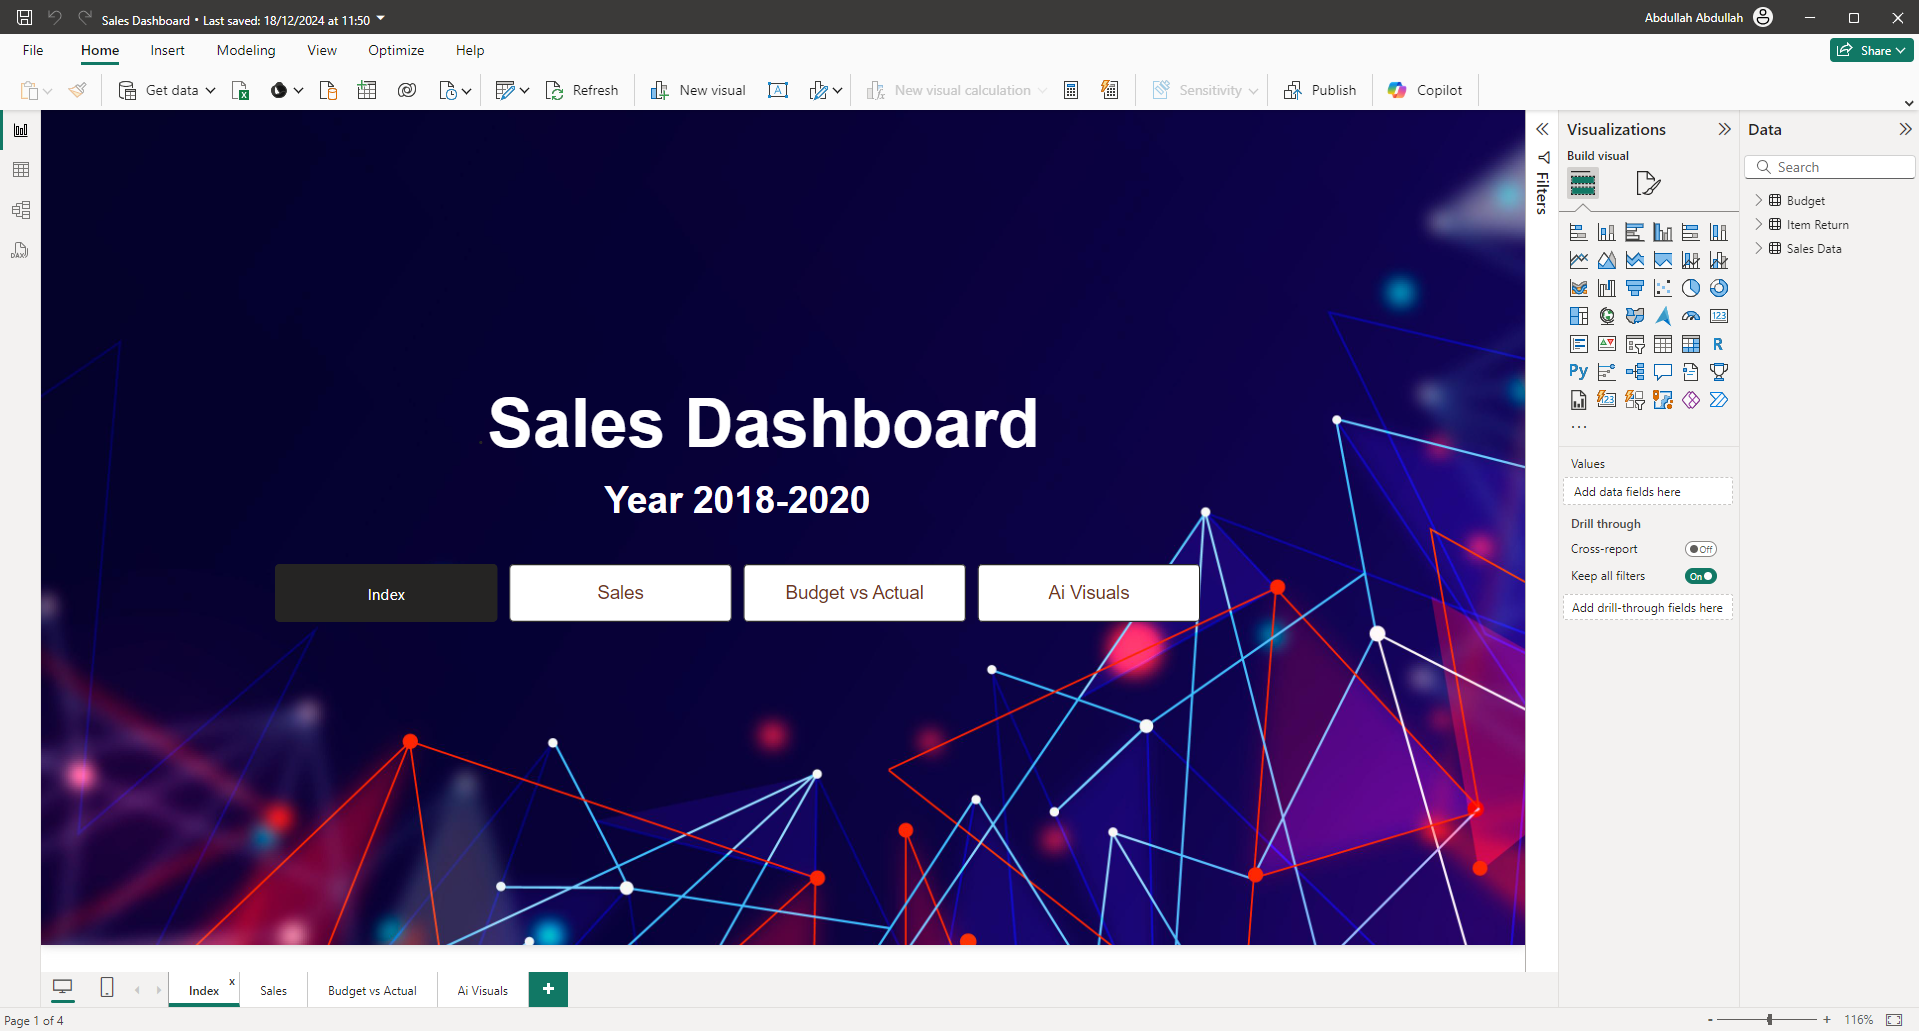 Sales Dashboard • Last saved: 18/12/2024 at 11:50
Abdullah Abdullah
File Home Insert Modeling View Optimize Help
Share
Get data
Refresh
New visual
A
New visual calculation
Sensitivity
Publish
Copilot
DAX
Sales Dashboard
Year 2018-2020
Index
Sales
Budget vs Actual
Ai Visuals
Filters
Visualizations
Build visual
123
R
Py
123
...
Values
Add data fields here
Drill through
Cross-report
Off
Keep all filters
On
Add drill-through fields here
Data
Search
Budget
Item Return
Sales Data
Index x
Sales
Budget vs Actual
Ai Visuals
+
Page 1 of 4
- + 116%